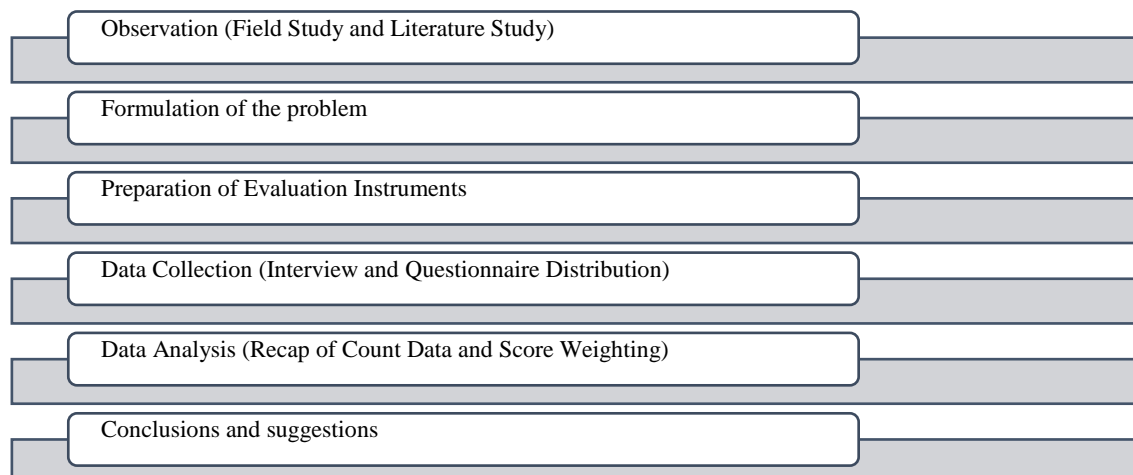 Observation (Field Study and Literature Study)
Formulation of the problem
Preparation of Evaluation Instruments
Data Collection (Interview and Questionnaire Distribution)
Data Analysis (Recap of Count Data and Score Weighting)
Conclusions and suggestions